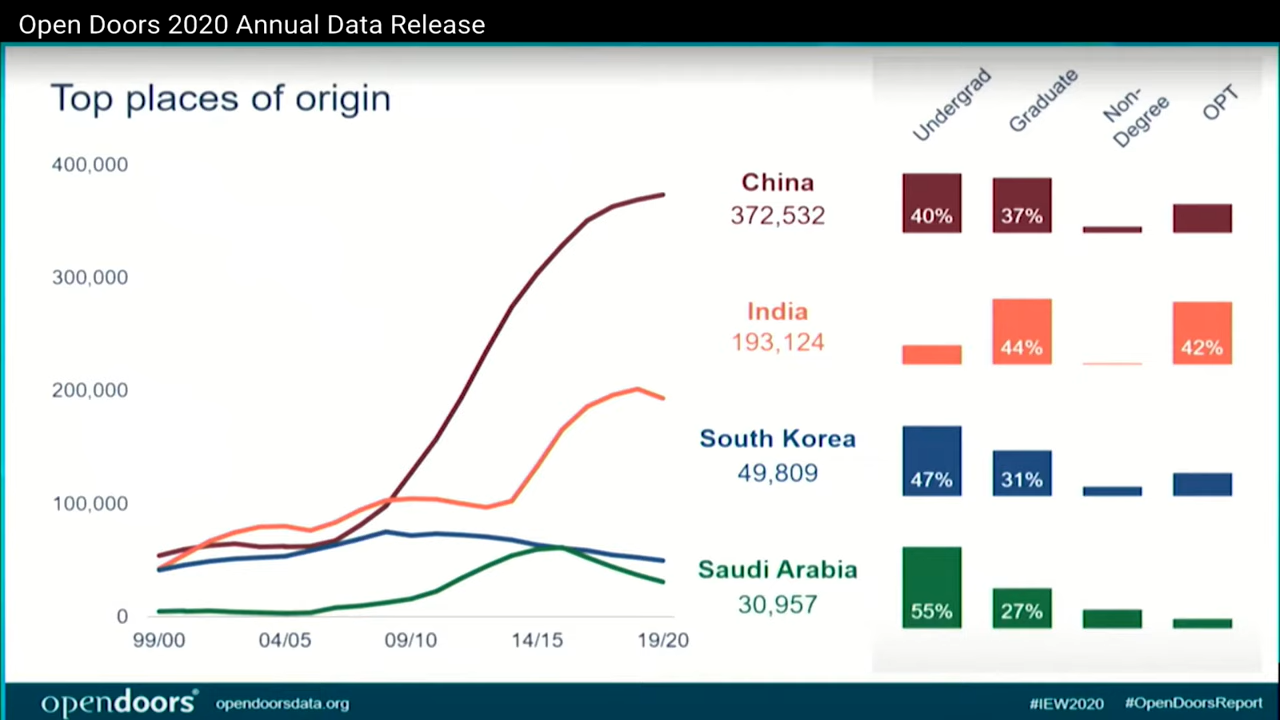 Open Doors 2020 Annual Data Release
Top places of origin
Undergrad
Graduate
Non-
Degree
OPT
400,000
300,000
200,000
100,000
0
99/00
04/05
09/10
14/15
19/20
China
372,532
40%
37%
India
193,124
44%
42%
South Korea
49,809
47%
31%
Saudi Arabia
30,957
55%
27%
opendoors®
opendoorsdata.org
#IEW2020
#OpenDoorsReport